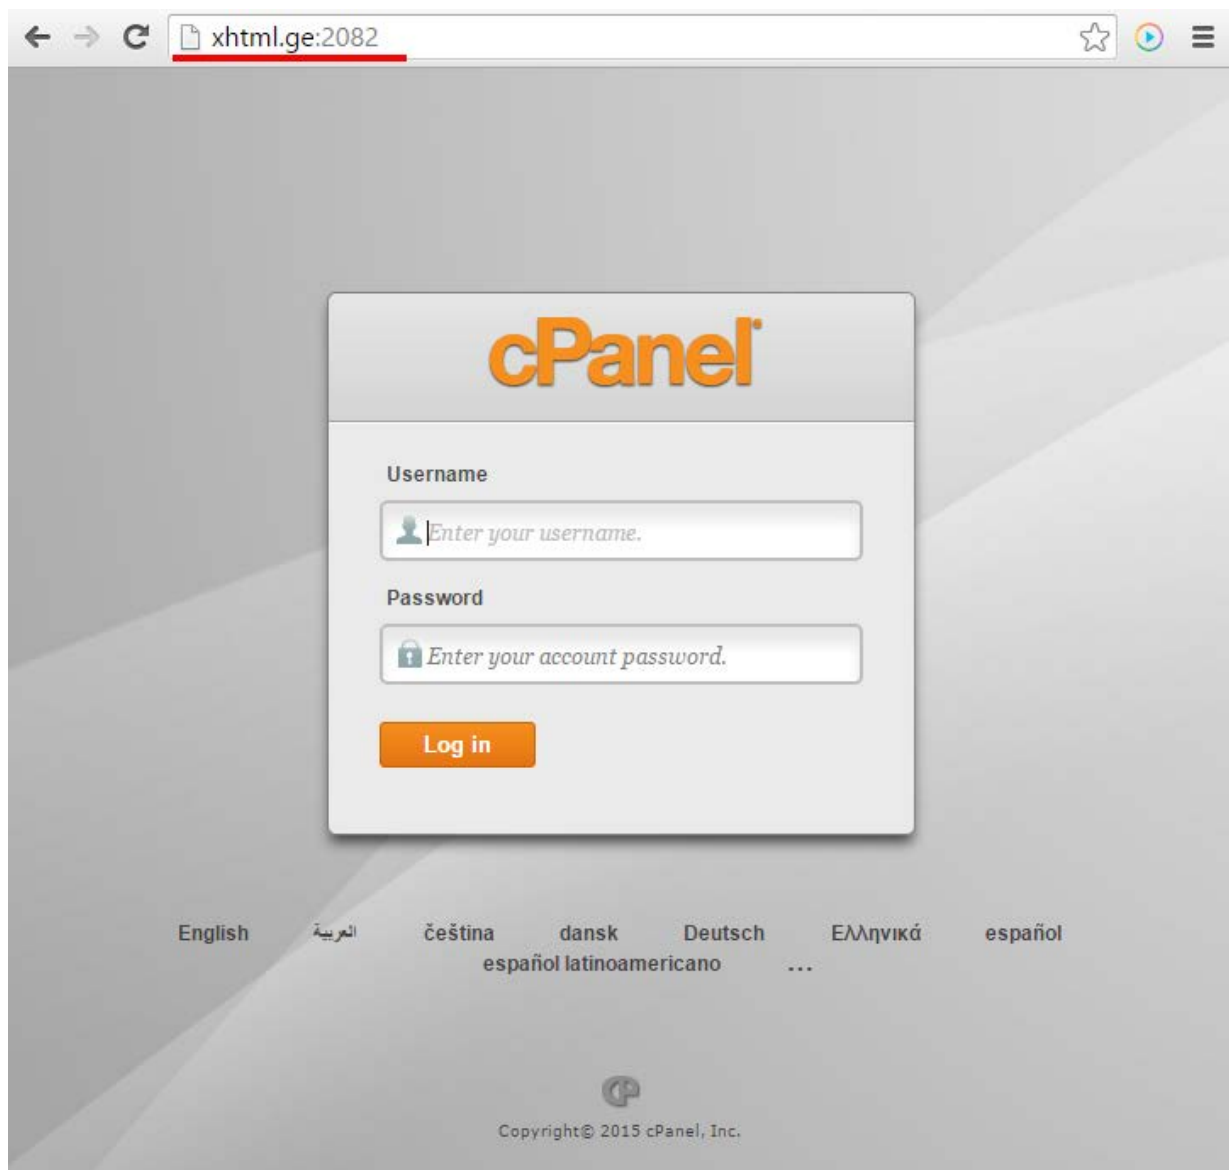 xhtml.ge:2082
cPanel
Username
Enter your username.
Password
Enter your account password.
Log in
English العربية čeština dansk Deutsch Ελληνικά español
español latinoamericano ...
cP
Copyright© 2015 cPanel, Inc.